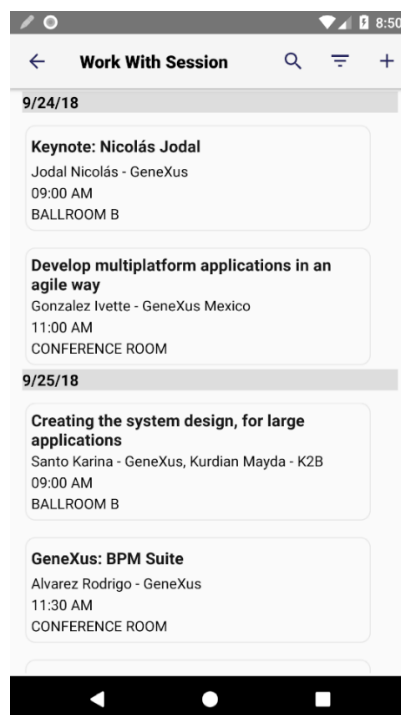 8:50
Work With Session
9/24/18
Keynote: Nicolás Jodal
Jodal Nicolás - GeneXus
09:00 AM
BALLROOM B
Develop multiplatform applications in an
agile way
Gonzalez Ivette - GeneXus Mexico
11:00 AM
CONFERENCE ROOM
9/25/18
Creating the system design, for large
applications
Santo Karina - GeneXus, Kurdian Mayda - K2B
09:00 AM
BALLROOM B
GeneXus: BPM Suite
Alvarez Rodrigo - GeneXus
11:30 AM
CONFERENCE ROOM